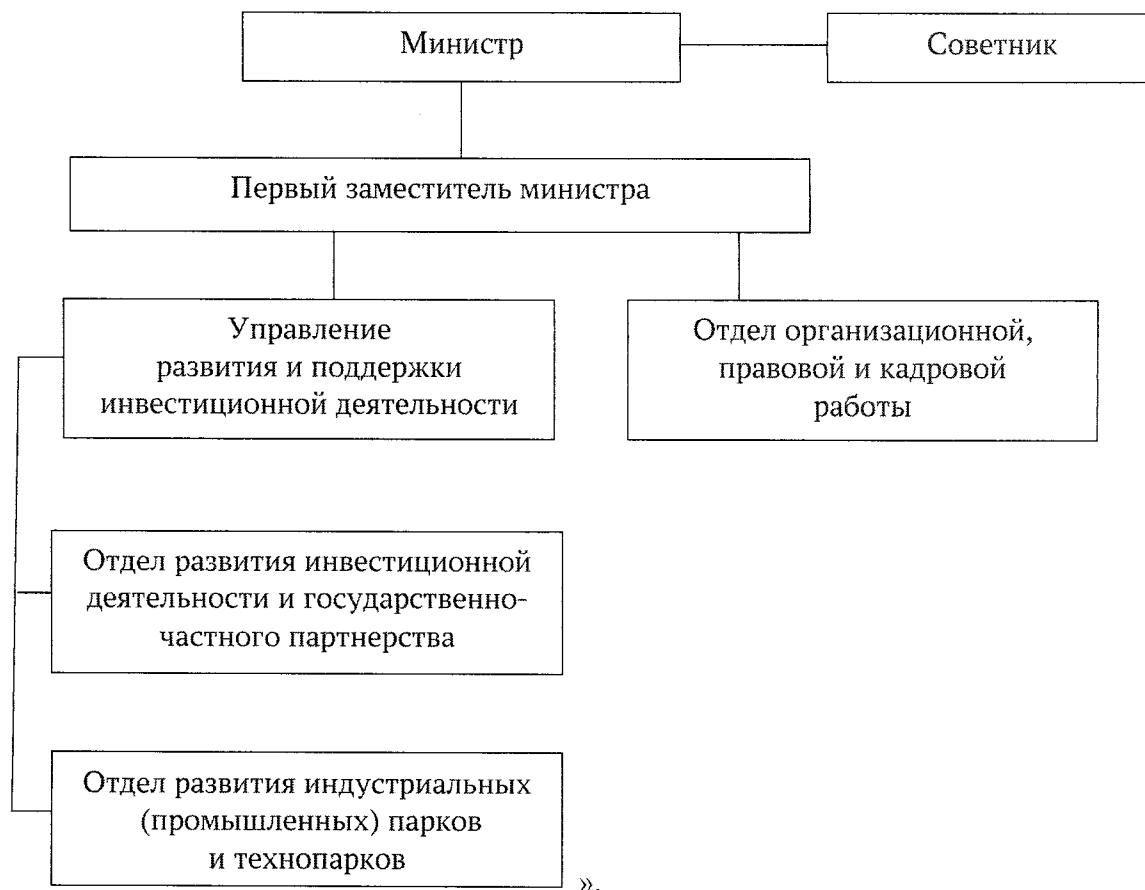 Министр
Советник
Первый заместитель министра
Управление
развития и поддержки
инвестиционной деятельности
Отдел организационной,
правовой и кадровой
работы
Отдел развития инвестиционной
деятельности и государственно-
частного партнерства
Отдел развития индустриальных
(промышленных) парков
и технопарков
».